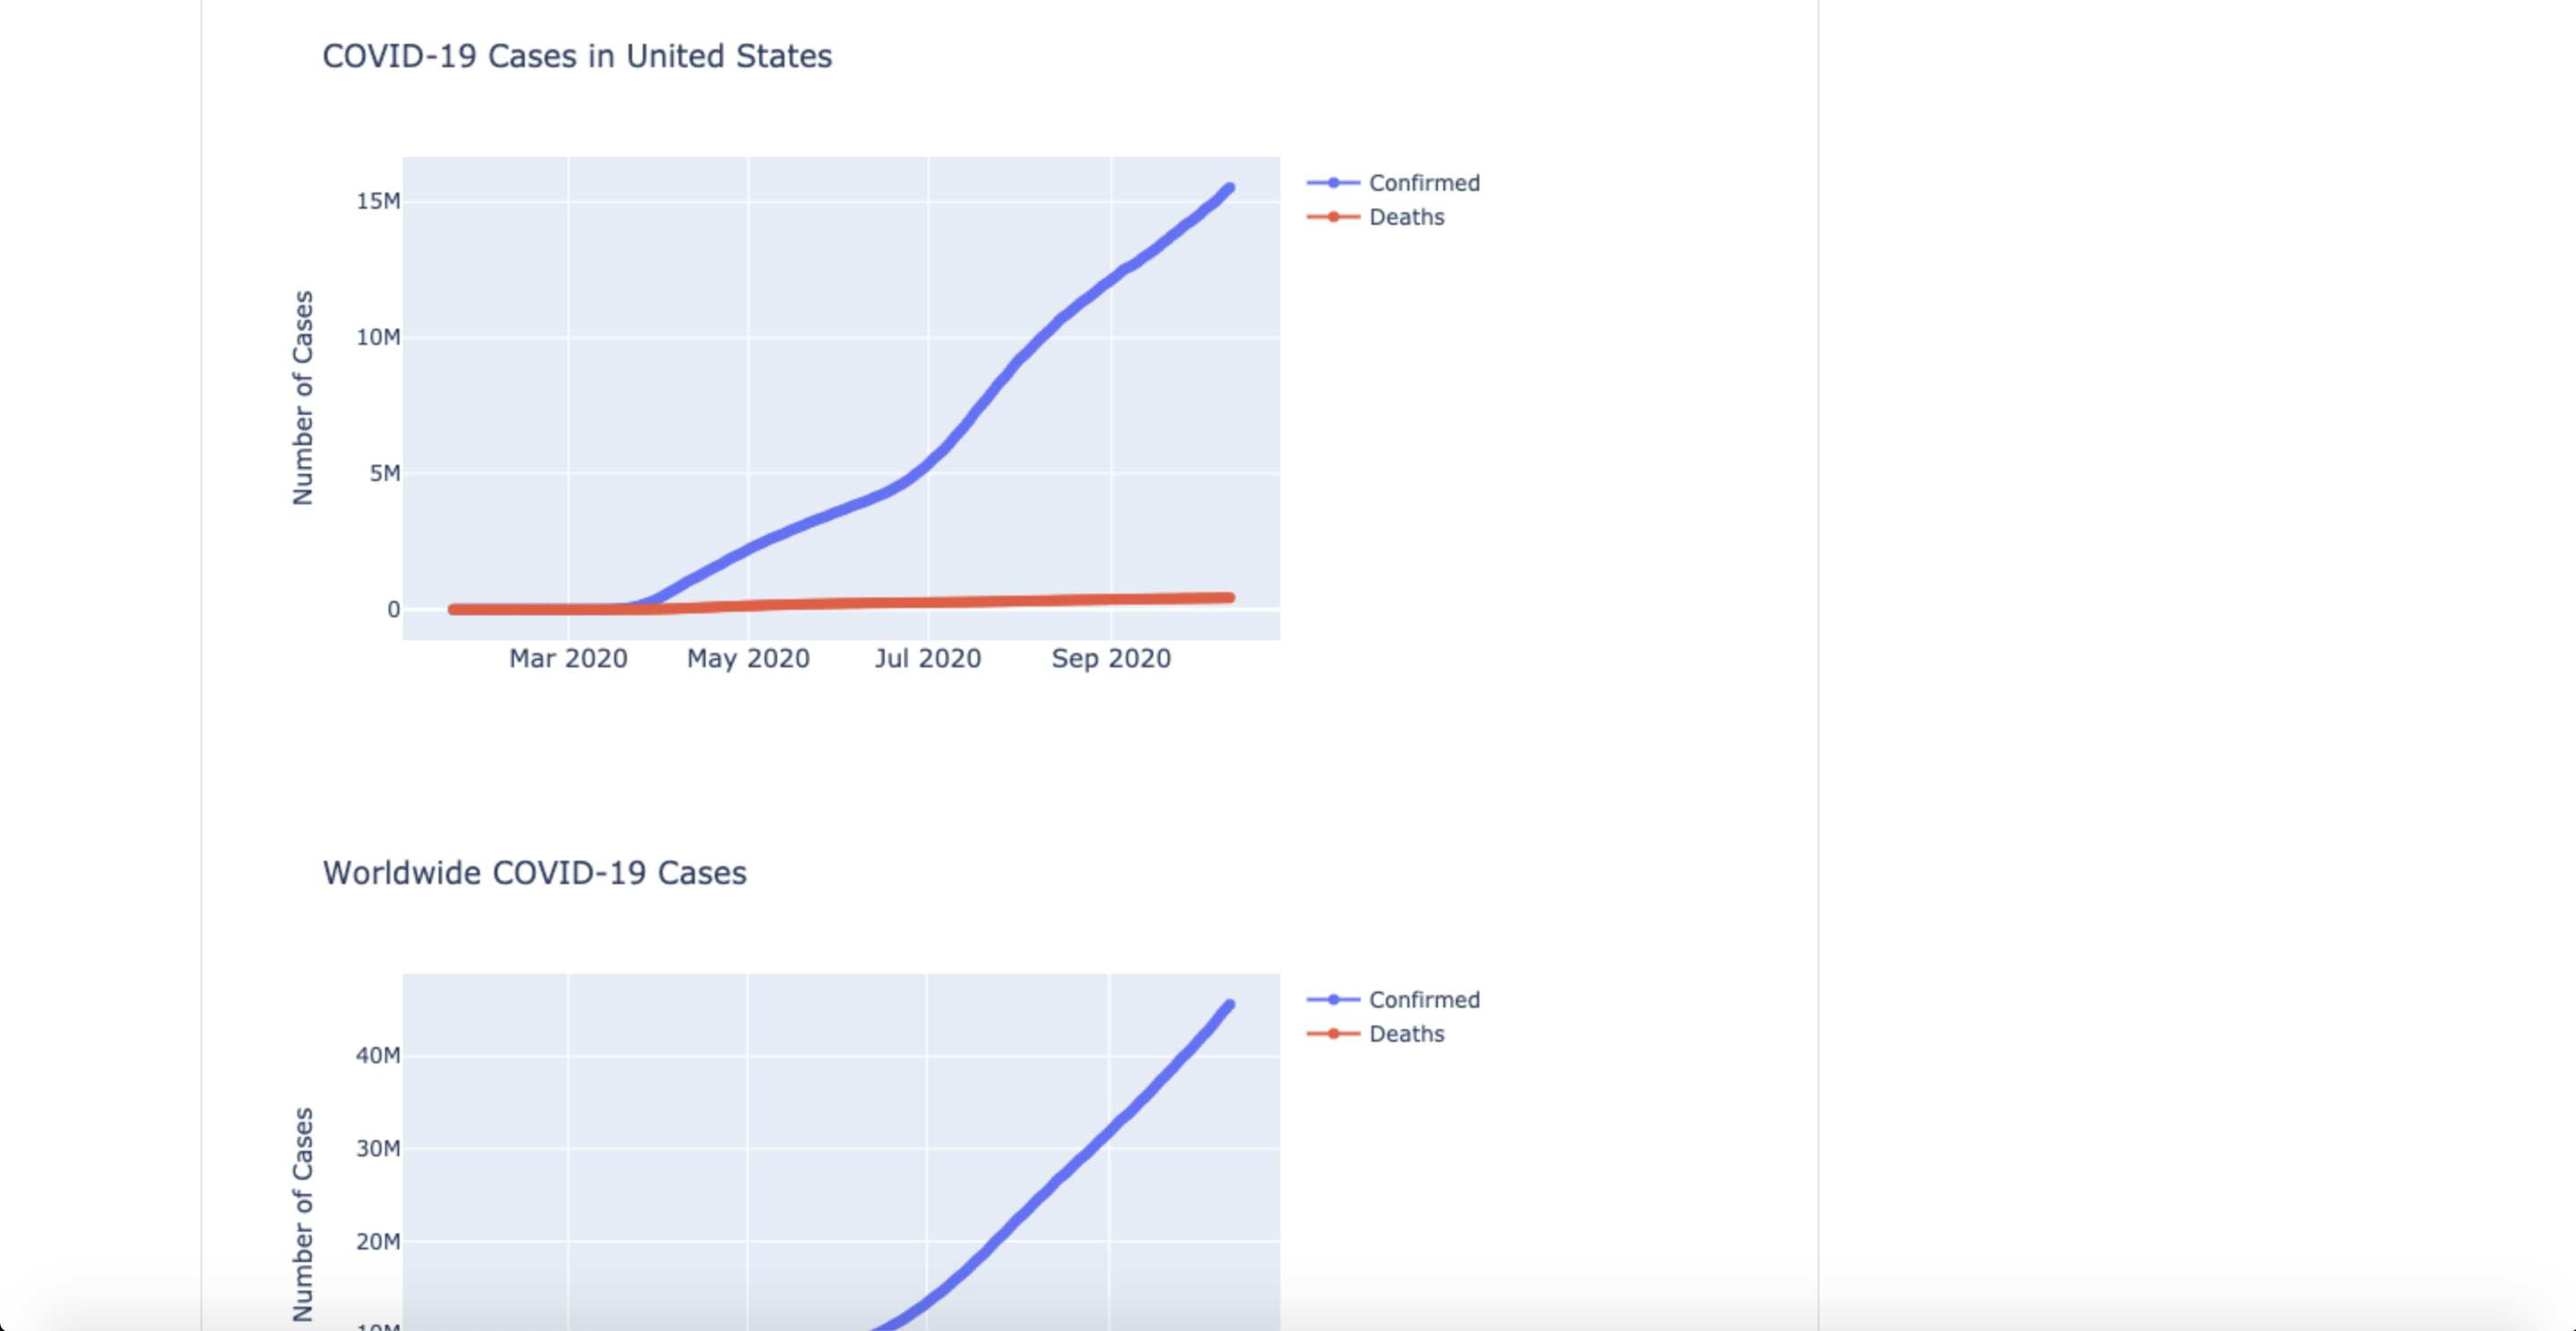 COVID-19 Cases in United States
Confirmed
Deaths
15M
10M
5M
0
Number of Cases
Mar 2020
May 2020
Jul 2020
Sep 2020
Worldwide COVID-19 Cases
Confirmed
Deaths
40M
30M
20M
Number of Cases